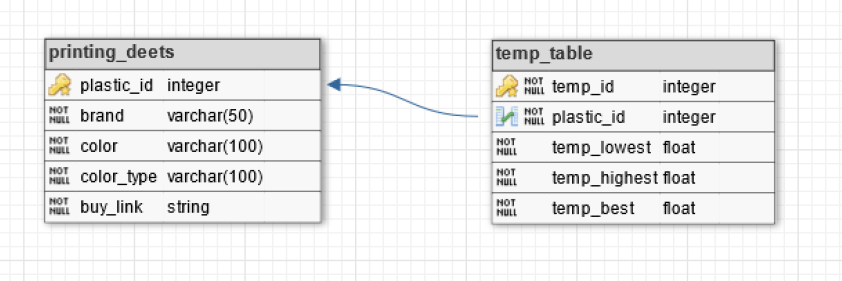 printing_deets
plastic_id integer
NOT NULL brand varchar(50)
NOT NULL color varchar(100)
NOT NULL color_type varchar(100)
NOT NULL buy_link string
temp_table
NOT NULL temp_id integer
NOT NULL plastic_id integer
NOT NULL temp_lowest float
NOT NULL temp_highest float
NOT NULL temp_best float